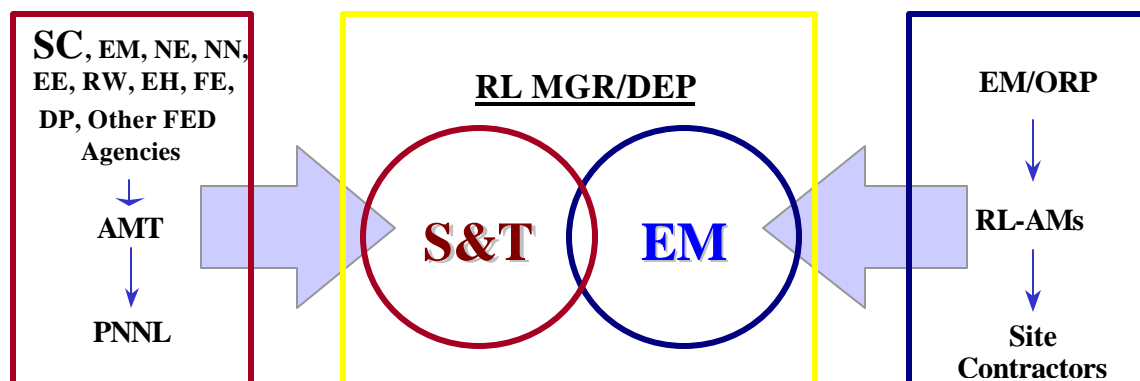 SC, EM, NE, NN,
EE, RW, EH, FE,
DP, Other FED
Agencies
AMT
PNNL
RL MGR/DEP
S&T
EM
EM/ORP
RL-AMs
Site
Contractors